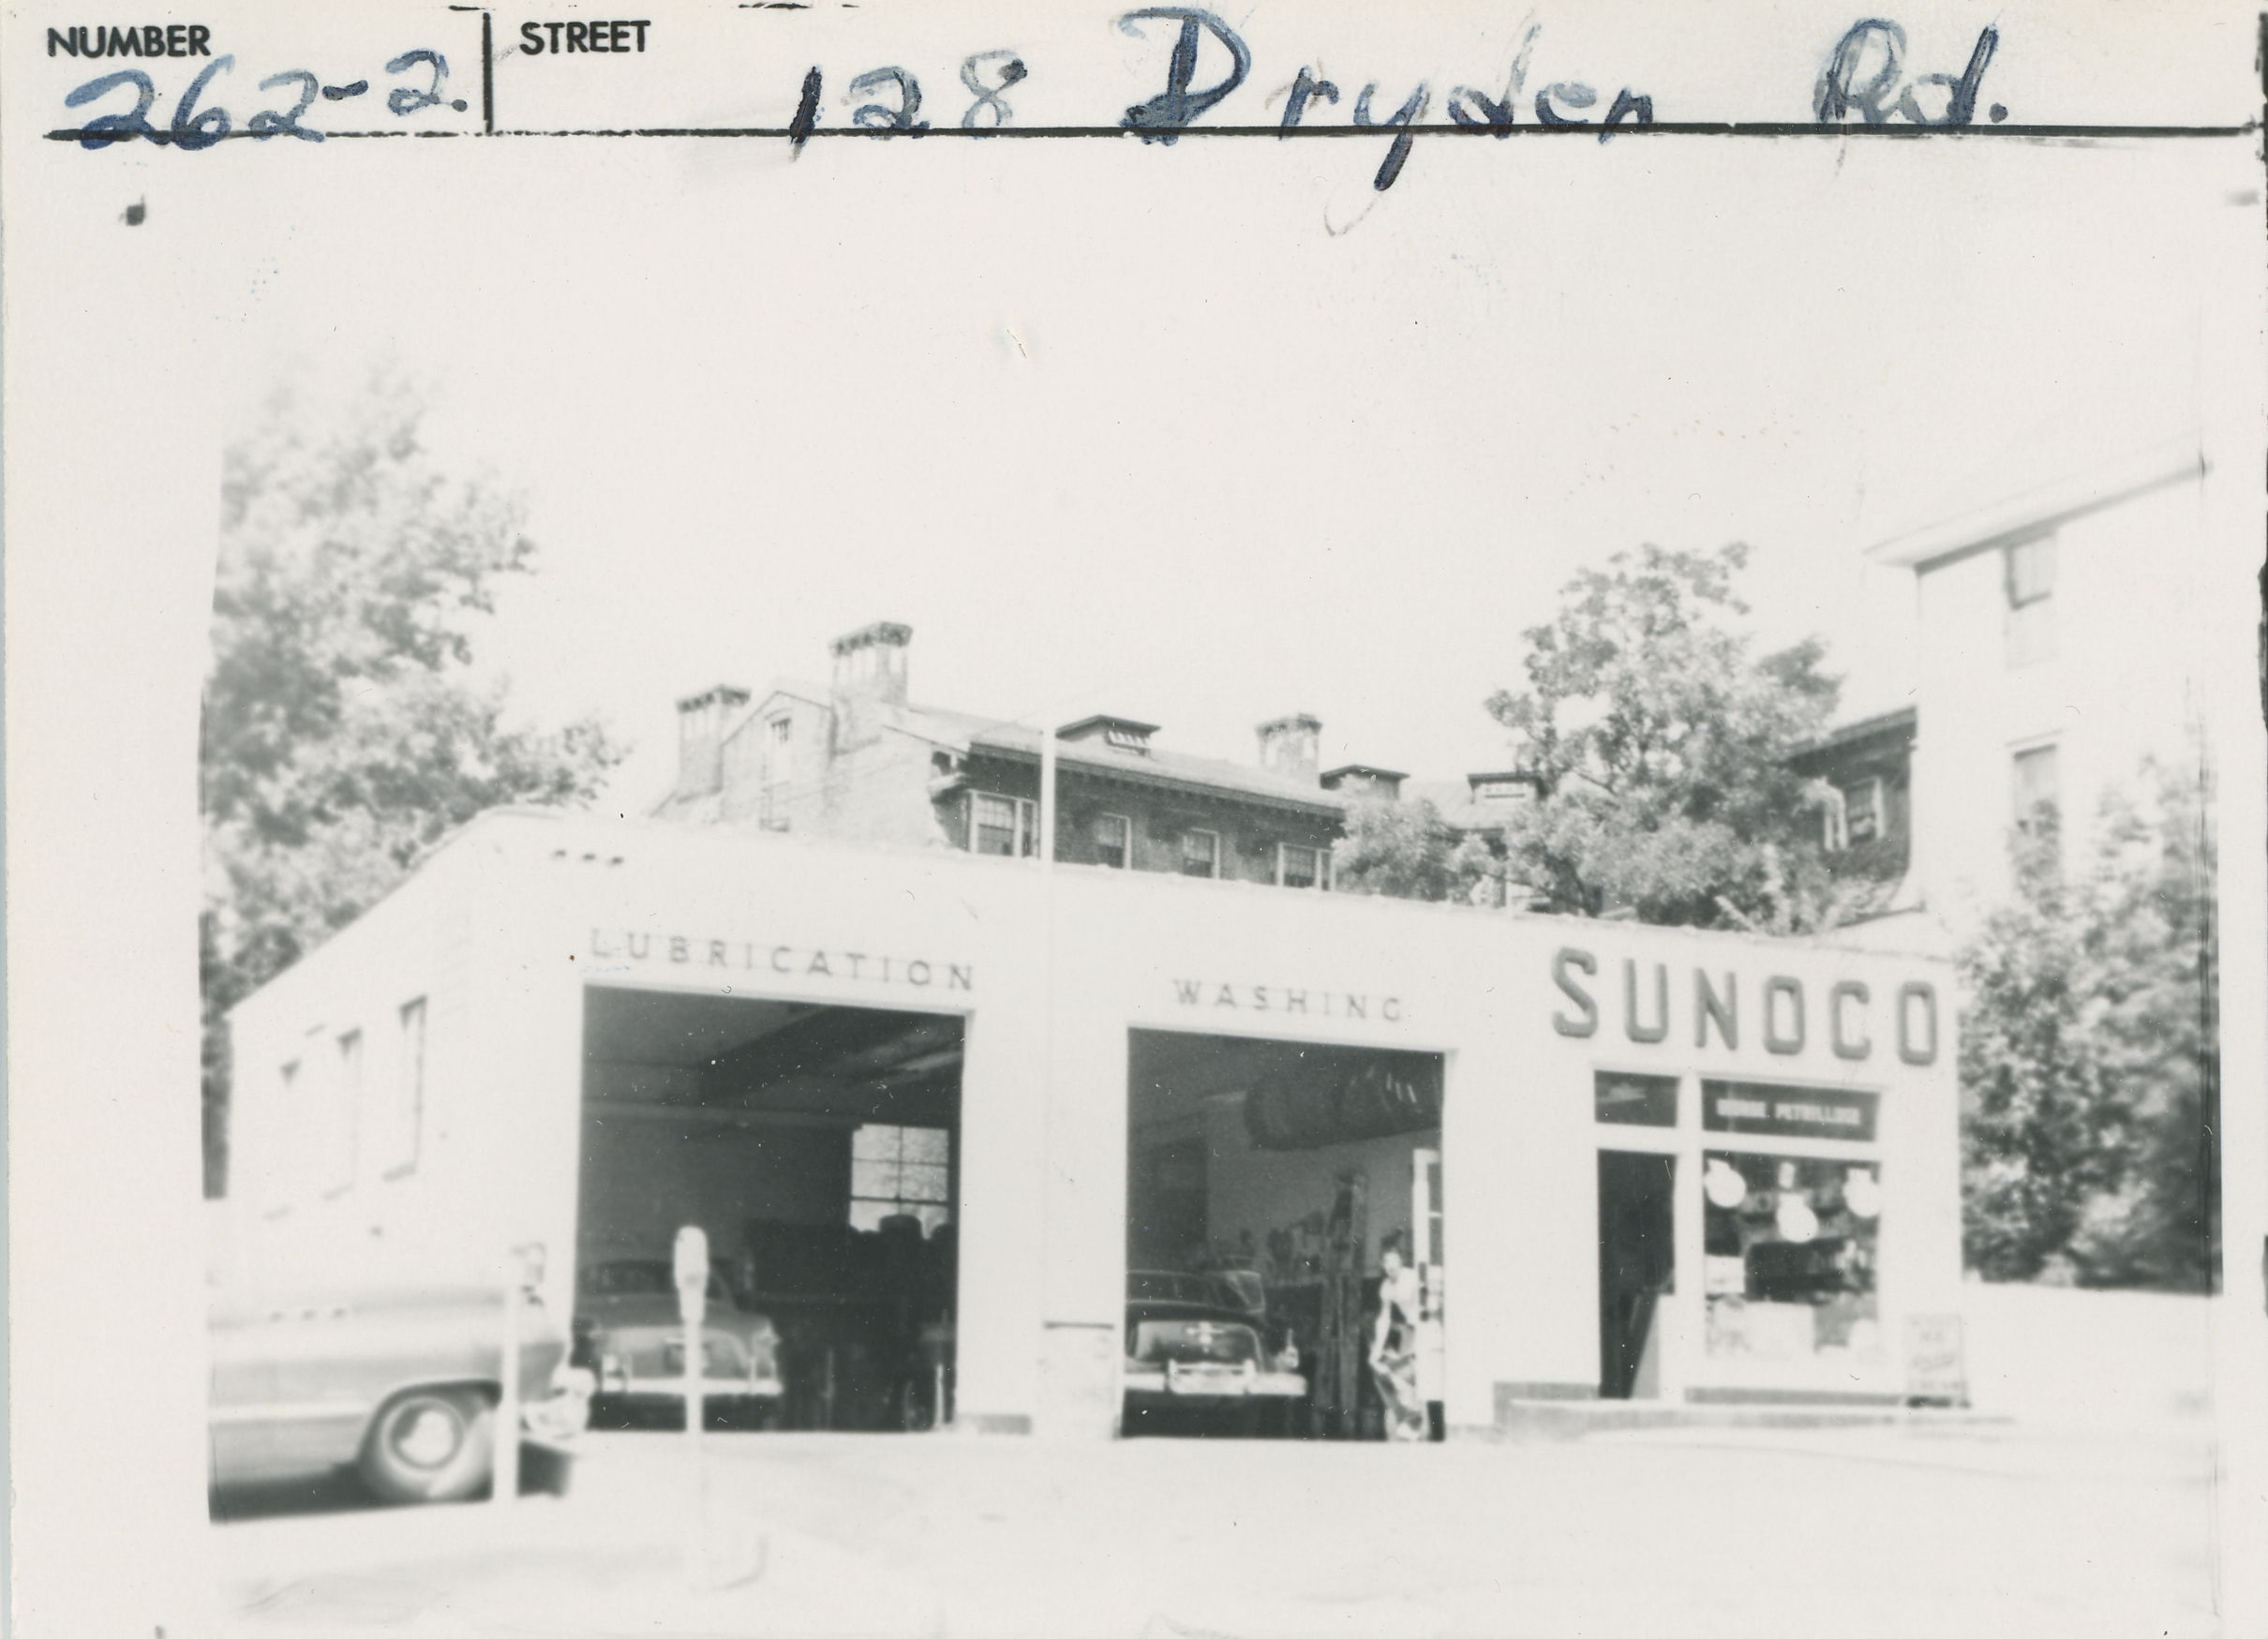 NUMBER STREET
262-2. 128 Dryden Rd.
LUBRICATION
WASHING
SUNOCO